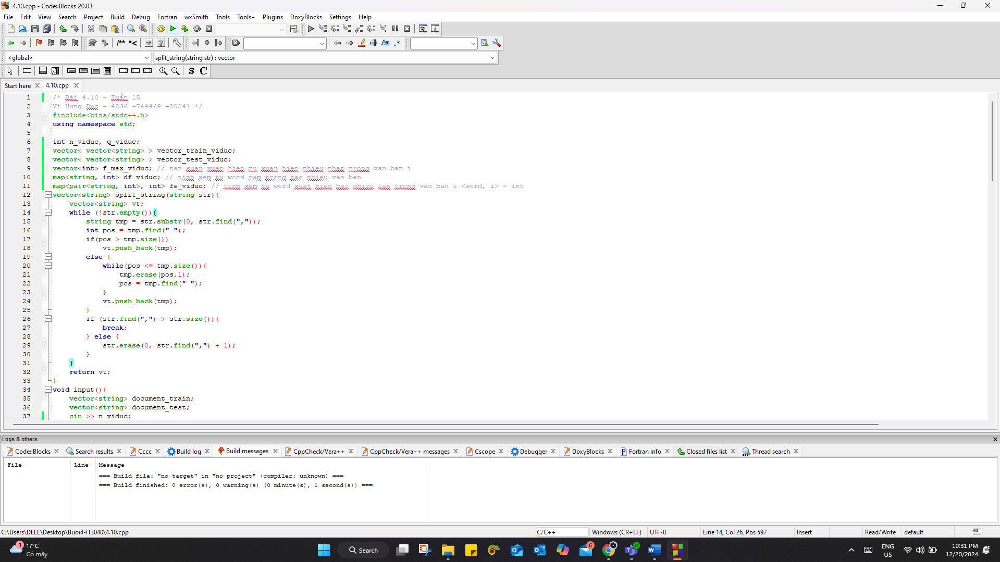 4.10.cpp - Code::Blocks 20.03
File Edit View Search Project Build Debug Fortran wxSmith Tools Tools+ Plugins DoxyBlocks Settings Help
/** *<
<global> split_string(string str) : vector
S C
Start here 4.10.cpp
1 /* Bài 4.10 - Tuần 15
2 Vi Hung Duc - 4836 -744469 -20241 */
3 #include<bits/stdc++.h>
4 using namespace std;
5
6 int n_viduc, q_viduc;
7 vector< vector<string> > vector_train_viduc;
8 vector< vector<string> > vector_test_viduc;
9 vector<int> f_max_viduc; // tan suat xuat hien tu xuat hien nhieu nhat trong van ban i
10 map<string, int> df_viduc; // tinh xem tu word nam trong bao nhieu van ban
11 map<pair<string, int>, int> fe_viduc; // tinh xem tu word xuat hien bao nhieu lan trong van ban i <word, i> = int
12 vector<string> split_string(string str){
13 vector<string> vt;
14 while (!str.empty()){
15 string tmp = str.substr(0, str.find(","));
16 int pos = tmp.find(" ");
17 if(pos > tmp.size())
18 vt.push_back(tmp);
19 else {
20 while(pos <= tmp.size()){
21 tmp.erase(pos,1);
22 pos = tmp.find(" ");
23 }
24 vt.push_back(tmp);
25 }
26 if (str.find(",") > str.size()){
27 break;
28 } else {
29 str.erase(0, str.find(",") + 1);
30 }
31 }
32 return vt;
33 }
34 void input(){
35 vector<string> document_train;
36 vector<string> document_test;
37 cin >> n_viduc;
Logs & others
Code::Blocks Search results Cccc Build log Build messages CppCheck/Vera++ CppCheck/Vera++ messages Cscope Debugger DoxyBlocks Fortran info Closed files list Thread search
File Line Message
=== Build file: "no target" in "no project" (compiler: unknown) ===
=== Build finished: 0 error(s), 0 warning(s) (0 minute(s), 1 second(s)) ===
C:\Users\DELL\Desktop\Buoi4-IT3040\4.10.cpp C/C++ Windows (CR+LF) UTF-8 Line 14, Col 26, Pos 597 Insert Read/Write default
1 17°C
Có mây
Search
6
ENG
US
10:31 PM
12/20/2024